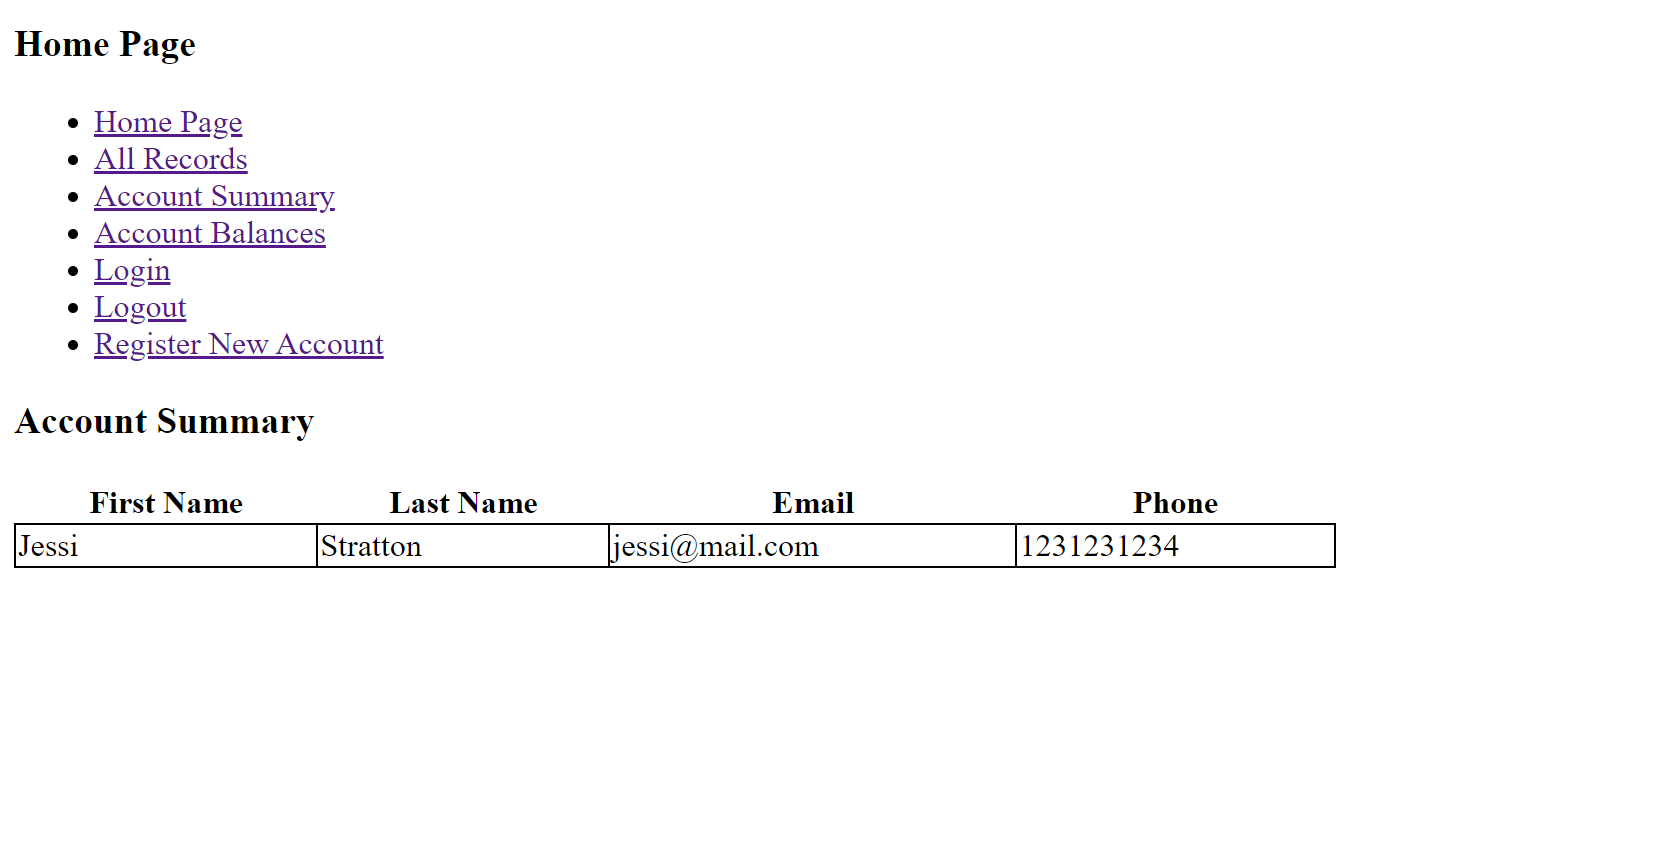 Home Page
Home Page
All Records
Account Summary
Account Balances
Login
Logout
Register New Account
Account Summary
First Name Last Name Email Phone
Jessi Stratton jessi@mail.com 1231231234